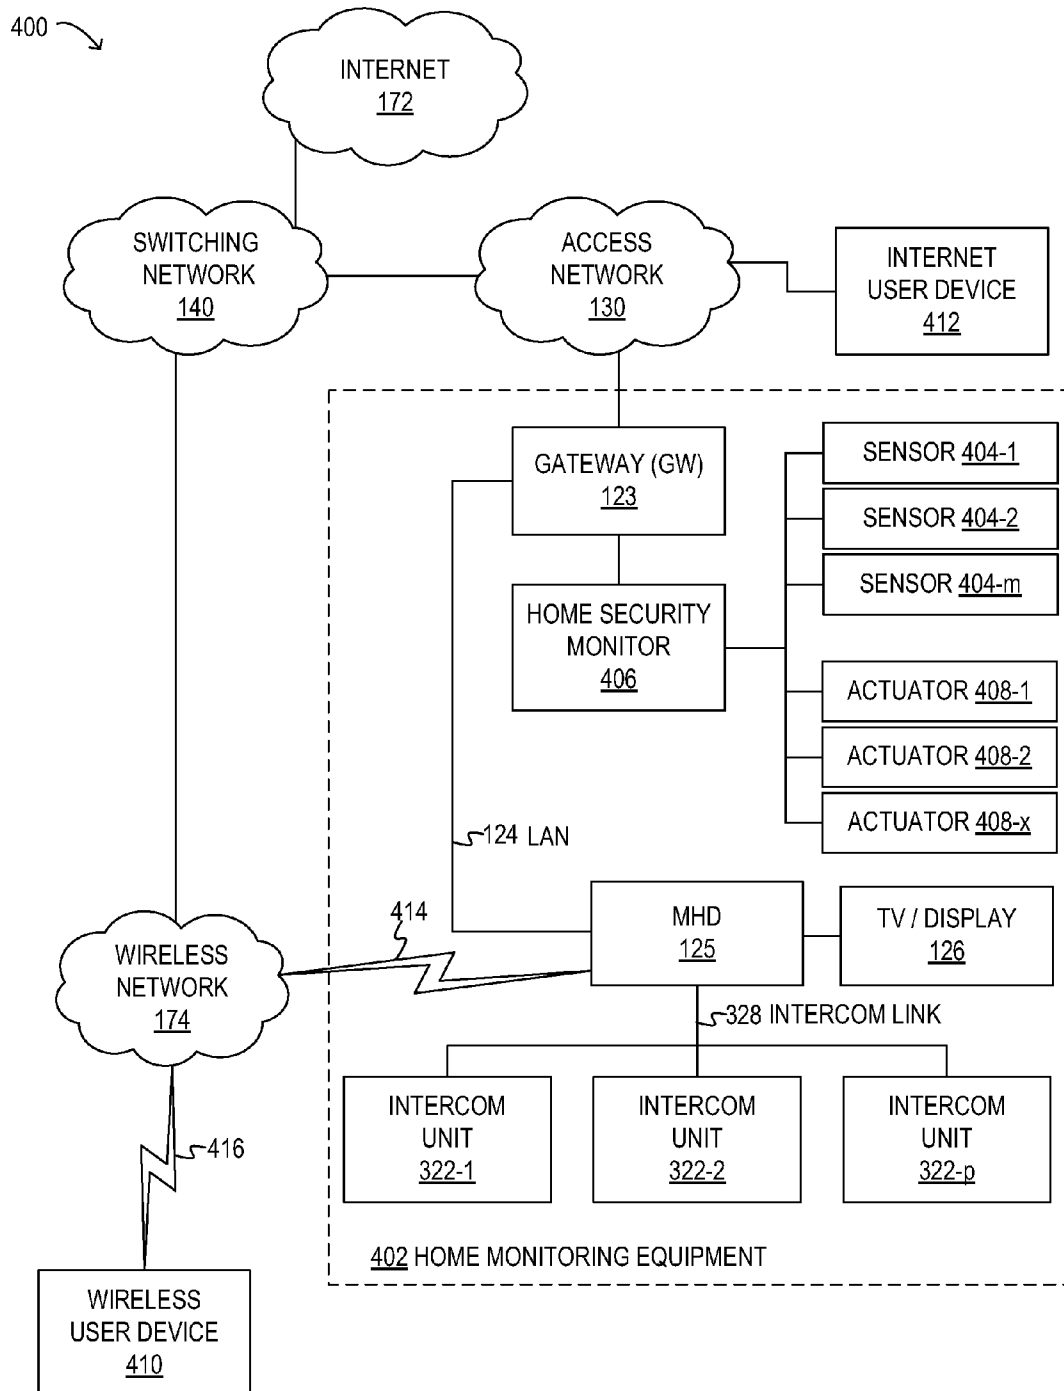 400
INTERNET
172
SWITCHING
NETWORK
140
ACCESS
NETWORK
130
INTERNET
USER DEVICE
412
GATEWAY (GW)
123
SENSOR 404-1
SENSOR 404-2
SENSOR 404-m
HOME SECURITY
MONITOR
406
ACTUATOR 408-1
ACTUATOR 408-2
ACTUATOR 408-x
124 LAN
MHD
125
TV / DISPLAY
126
414
WIRELESS
NETWORK
174
328 INTERCOM LINK
INTERCOM
UNIT
322-1
INTERCOM
UNIT
322-2
INTERCOM
UNIT
322-p
416
402 HOME MONITORING EQUIPMENT
WIRELESS
USER DEVICE
410